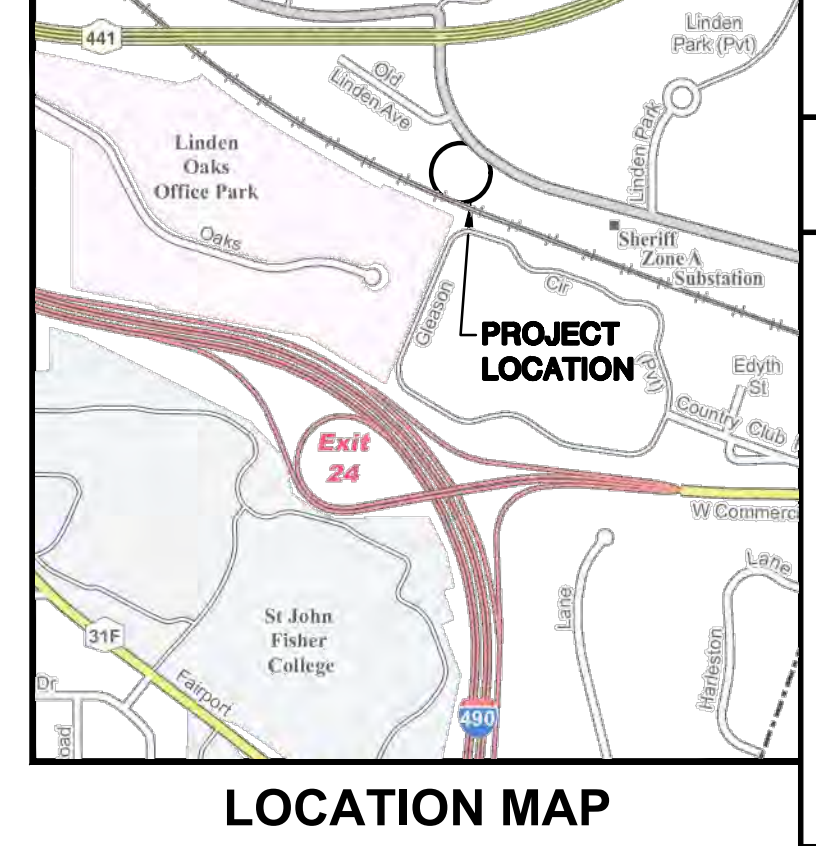 441
Linden
Park (Pvt)
Old
Linden Ave
Linden Park
Linden
Oaks
Office Park
Oaks
Sheriff
Zone A
Substation
Gleason
Cir
(Pvt)
PROJECT
LOCATION
Edyth
St
Country Club
Exit
24
W Commerc
Lane
Lane
Harleston
St John
Fisher
College
31F
Fairport
Dr
oad
490
LOCATION MAP